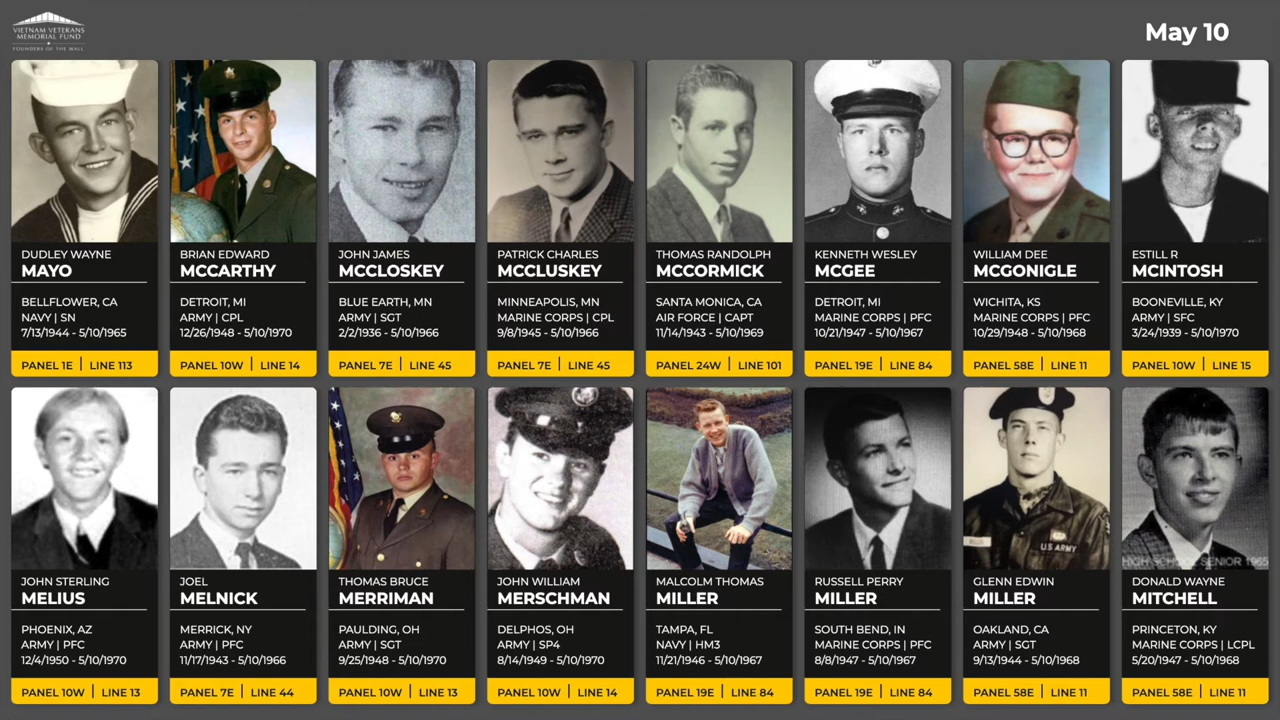 VIETNAM VETERANS
MEMORIAL FUND
FOUNDERS OF THE WALL
May 10
DUDLEY WAYNE
MAYO
BELLFLOWER, CA
NAVY | SN
7/13/1944 - 5/10/1965
PANEL 1E | LINE 113
BRIAN EDWARD
MCCARTHY
DETROIT, MI
ARMY | CPL
12/26/1948 - 5/10/1970
PANEL 10W | LINE 14
JOHN JAMES
MCCLOSKEY
BLUE EARTH, MN
ARMY | SGT
2/2/1936 - 5/10/1966
PANEL 7E | LINE 45
PATRICK CHARLES
MCCLUSKEY
MINNEAPOLIS, MN
MARINE CORPS | CPL
9/8/1945 - 5/10/1966
PANEL 7E | LINE 45
THOMAS RANDOLPH
MCCORMICK
SANTA MONICA, CA
AIR FORCE | CAPT
11/14/1943 - 5/10/1969
PANEL 24W | LINE 101
KENNETH WESLEY
MCGEE
DETROIT, MI
MARINE CORPS | PFC
10/21/1947 - 5/10/1967
PANEL 19E | LINE 84
WILLIAM DEE
MCGONIGLE
WICHITA, KS
MARINE CORPS | PFC
10/29/1948 - 5/10/1968
PANEL 58E | LINE 11
ESTILL R
MCINTOSH
BOONEVILLE, KY
ARMY | SFC
3/24/1939 - 5/10/1970
PANEL 10W | LINE 15
JOHN STERLING
MELIUS
PHOENIX, AZ
ARMY | PFC
12/4/1950 - 5/10/1970
PANEL 10W | LINE 13
JOEL
MELNICK
MERRICK, NY
ARMY | PFC
11/17/1943 - 5/10/1966
PANEL 7E | LINE 44
THOMAS BRUCE
MERRIMAN
PAULDING, OH
ARMY | SGT
9/25/1948 - 5/10/1970
PANEL 10W | LINE 13
JOHN WILLIAM
MERSCHMAN
DELPHOS, OH
ARMY | SP4
8/14/1949 - 5/10/1970
PANEL 10W | LINE 14
MALCOLM THOMAS
MILLER
TAMPA, FL
NAVY | HM3
11/21/1946 - 5/10/1967
PANEL 19E | LINE 84
RUSSELL PERRY
MILLER
SOUTH BEND, IN
MARINE CORPS | PFC
8/8/1947 - 5/10/1967
PANEL 19E | LINE 84
U.S. ARMY
GLENN EDWIN
MILLER
OAKLAND, CA
ARMY | SGT
9/13/1944 - 5/10/1968
PANEL 58E | LINE 11
HIGH SCHOOL SENIOR 1965
DONALD WAYNE
MITCHELL
PRINCETON, KY
MARINE CORPS | LCPL
5/20/1947 - 5/10/1968
PANEL 58E | LINE 11